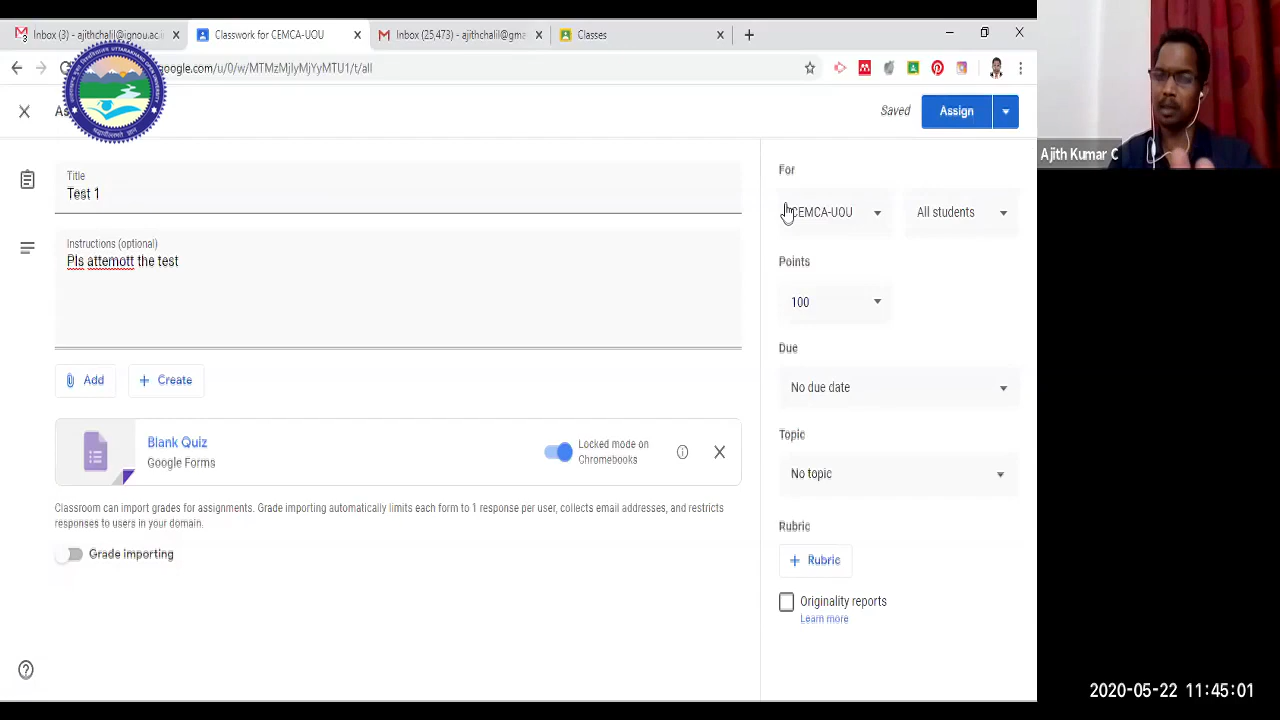 Inbox (3) - ajithchalil@ignou.ac.i
Classwork for CEMCA-UOU
Inbox (25,473) - ajithchalil@gma
Classes
google.com/u/0/w/MTMzMjIyMjYyMTU1/t/all
Saved
Assign
Title
Test 1
Instructions (optional)
Pls attemott the test
Add
Create
Blank Quiz
Google Forms
Locked mode on
Chromebooks
Classroom can import grades for assignments. Grade importing automatically limits each form to 1 response per user, collects email addresses, and restricts
responses to users in your domain.
Grade importing
For
CEMCA-UOU
All students
Points
100
Due
No due date
Topic
No topic
Rubric
Rubric
Originality reports
Learn more
Ajith Kumar C
2020-05-22 11:45:01